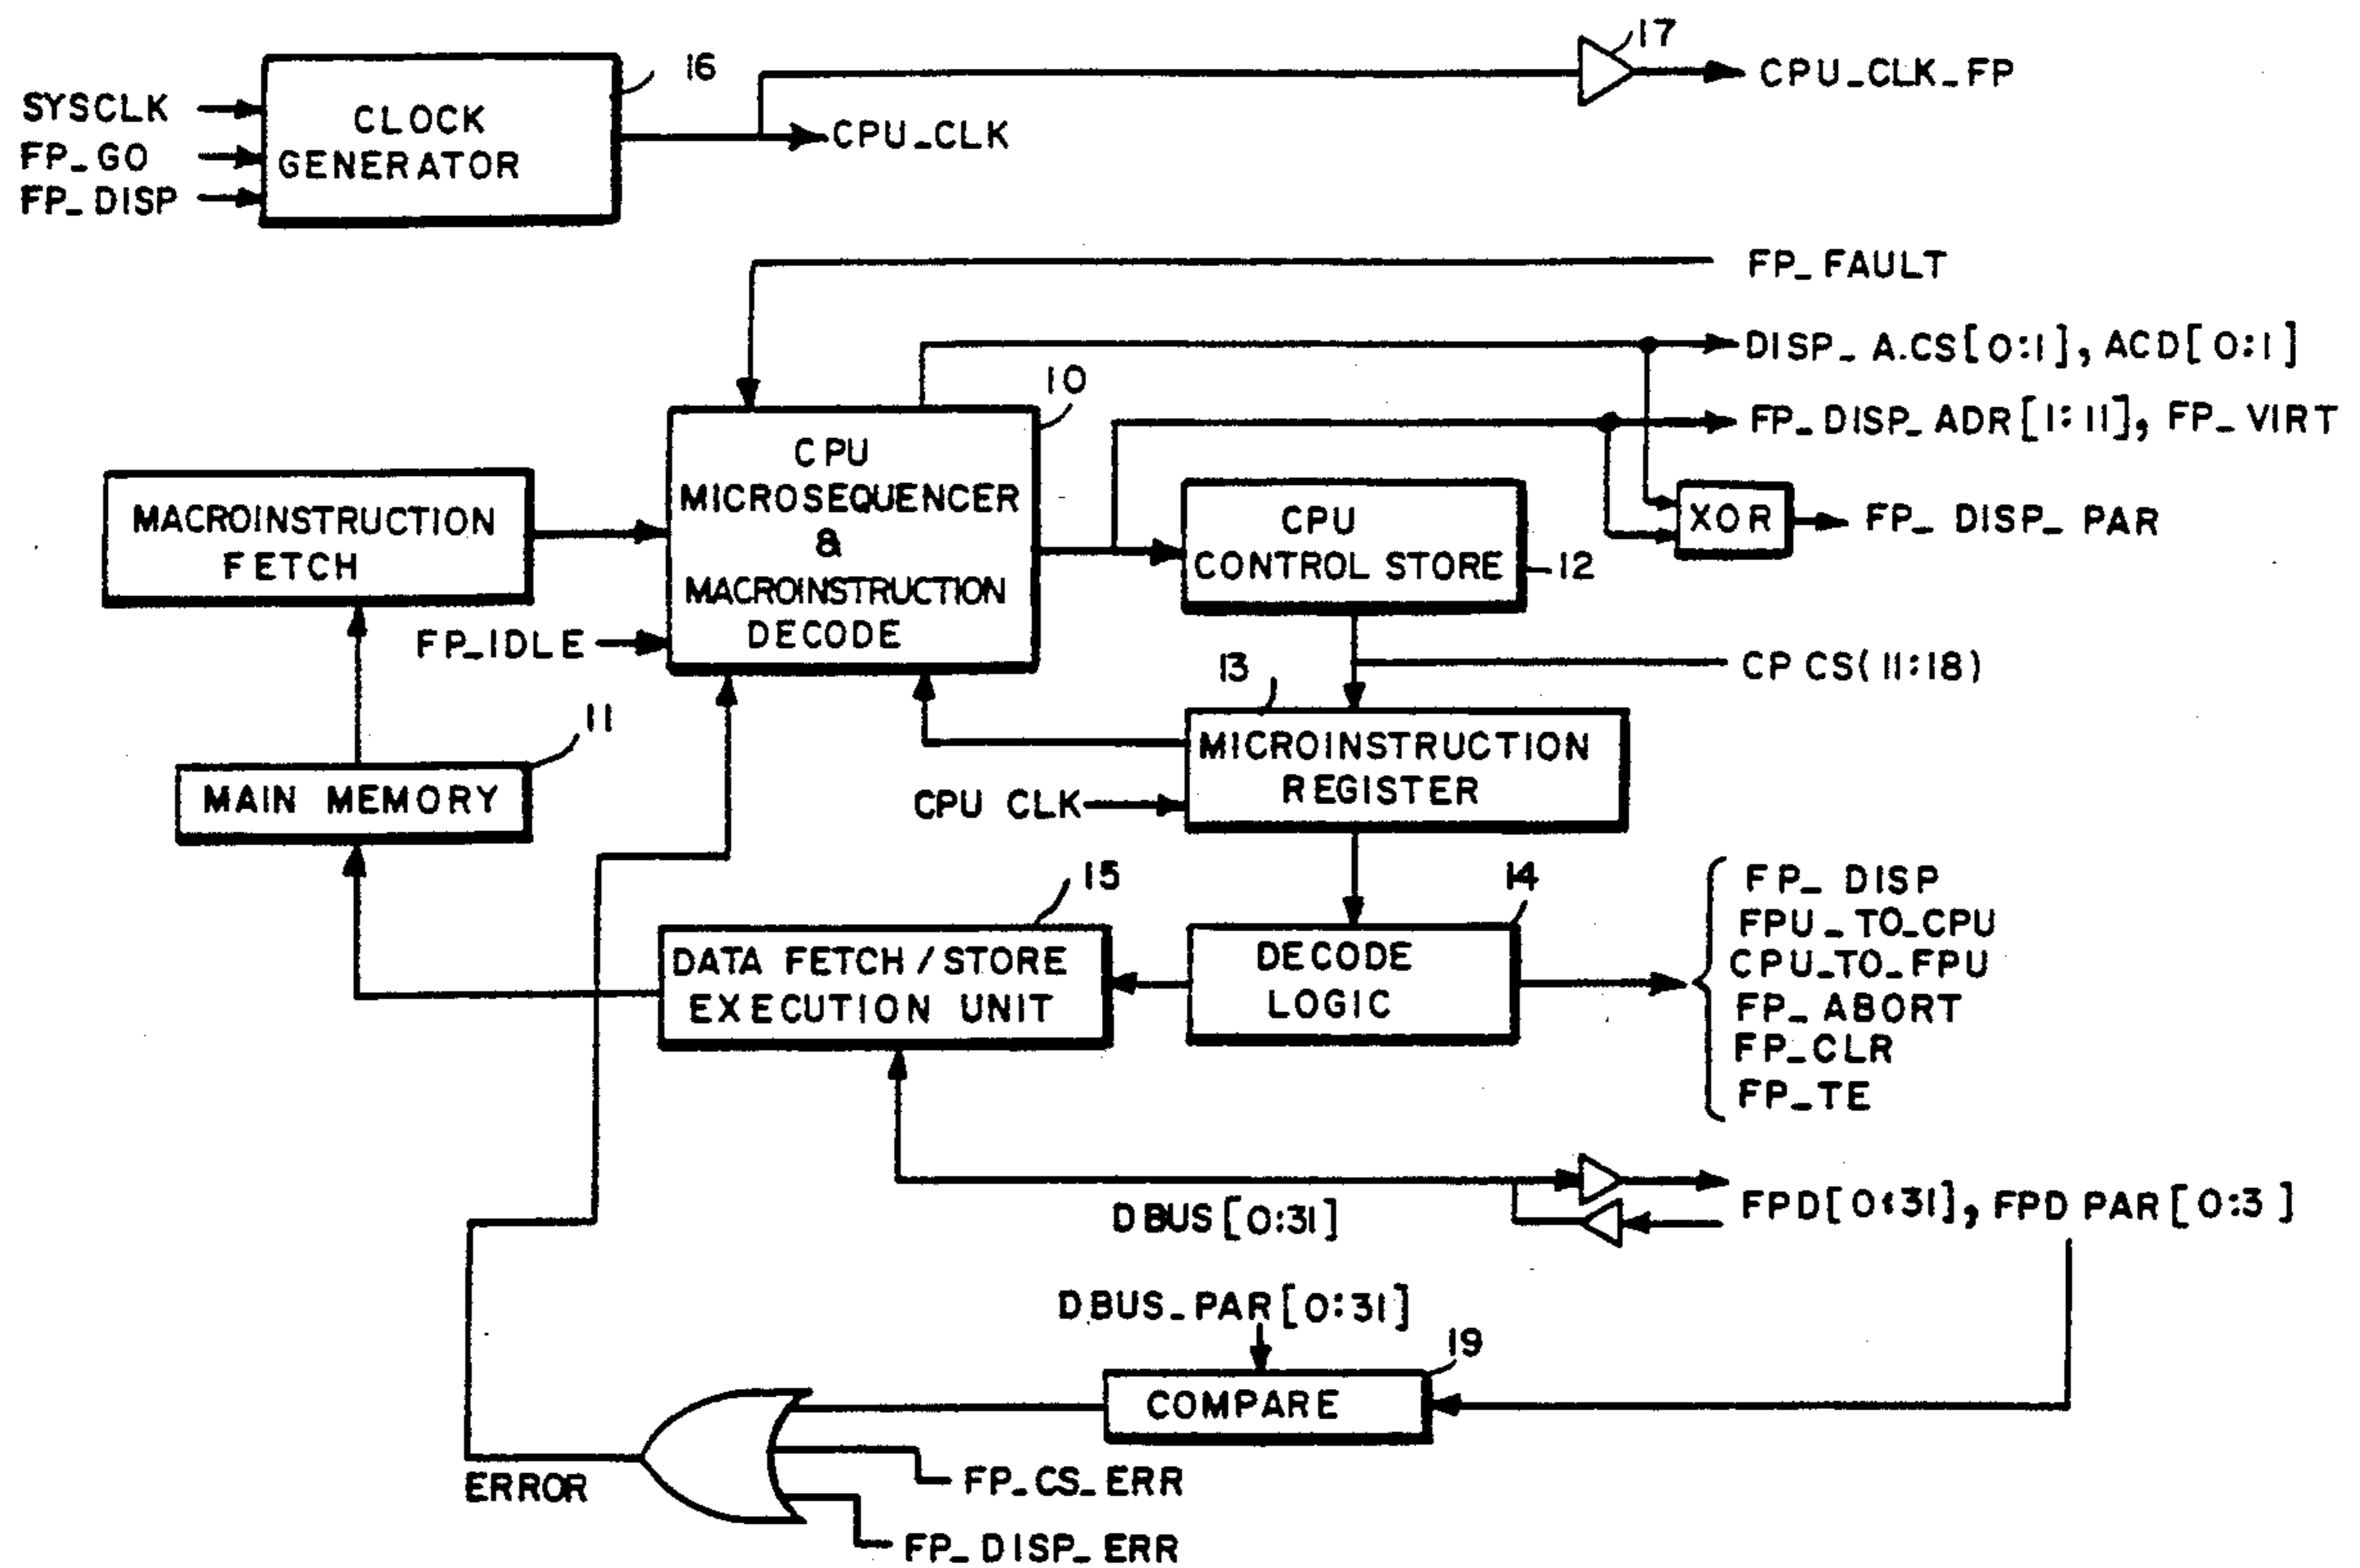 17
CPU_CLK_FP
16
SYSCLK
FP_GO
FP_DISP
CLOCK
GENERATOR
CPU_CLK
FP_FAULT
DISP_A.CS[0:1], ACD[0:1]
10
FP_DISP_ADR[1:11], FP_VIRT
CPU
MICROSEQUENCER
&
MACROINSTRUCTION
DECODE
MACROINSTRUCTION
FETCH
CPU
CONTROL STORE
12
XOR
FP_DISP_PAR
FP_IDLE
CP CS(11:18)
13
11
MICROINSTRUCTION
REGISTER
MAIN MEMORY
CPU CLK
15
14
DATA FETCH/STORE
EXECUTION UNIT
DECODE
LOGIC
FP_DISP
FPU_TO_CPU
CPU_TO_FPU
FP_ABORT
FP_CLR
FP_TE
DBUS[0:31]
FPD[0:31], FPD PAR[0:3]
DBUS_PAR[0:31]
19
COMPARE
ERROR
FP_CS_ERR
FP_DISP_ERR